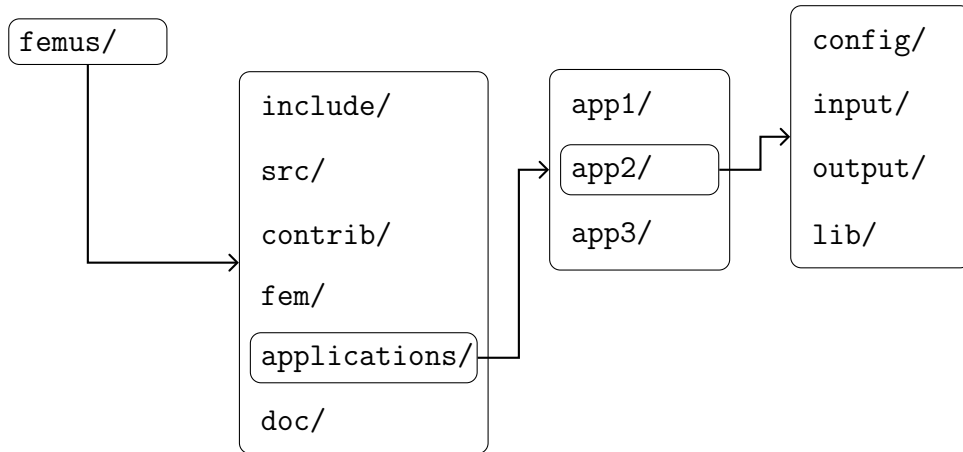 femus/
include/
src/
contrib/
fem/
applications/
doc/
app1/
app2/
app3/
config/
input/
output/
lib/